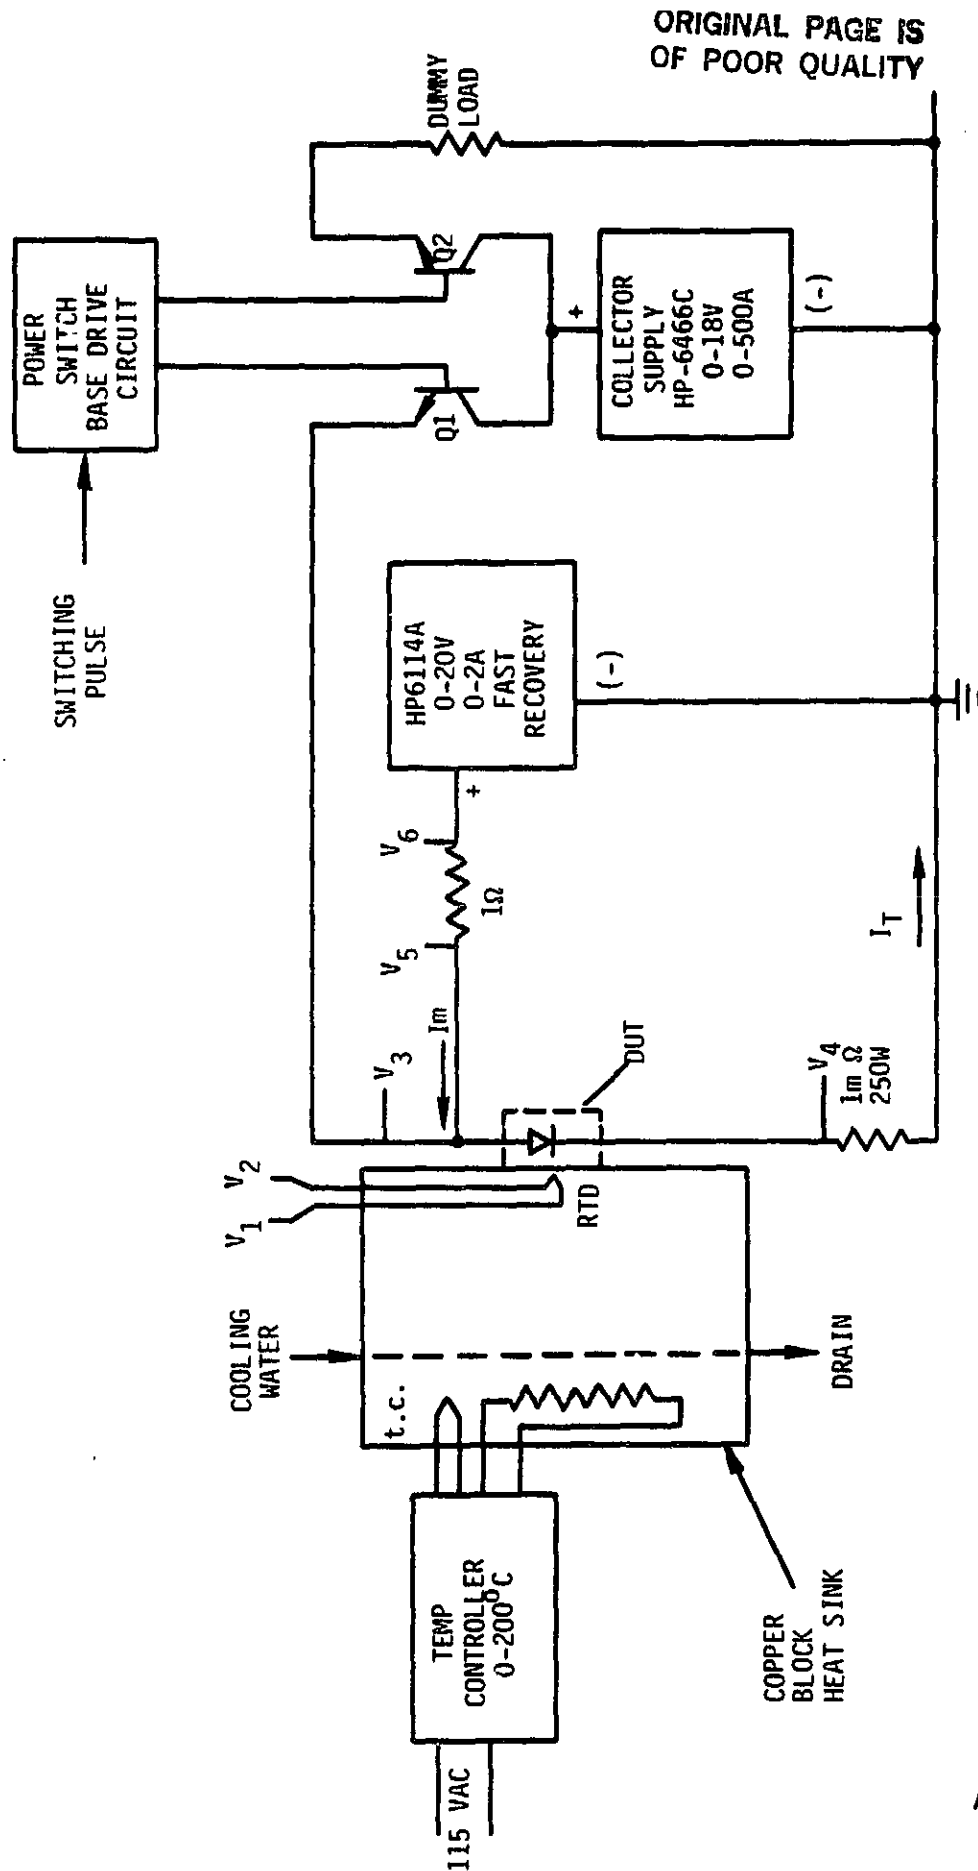 ORIGINAL PAGE IS
OF POOR QUALITY
POWER
SWITCH
BASE DRIVE
CIRCUIT
SWITCHING
PULSE
DUMMY
LOAD
Q1
Q2
+
COLLECTOR
SUPPLY
HP-6466C
0-18V
0-500A
(-)
HP6114A
0-20V
0-2A
FAST
RECOVERY
(-)
+
V6
1Ω
V5
Im
V3
DUT
V4
1m Ω
250W
IT
V1
V2
RTD
COOLING
WATER
DRAIN
t.c.
TEMP
CONTROLLER
0-200°C
115 VAC
COPPER
BLOCK
HEAT SINK